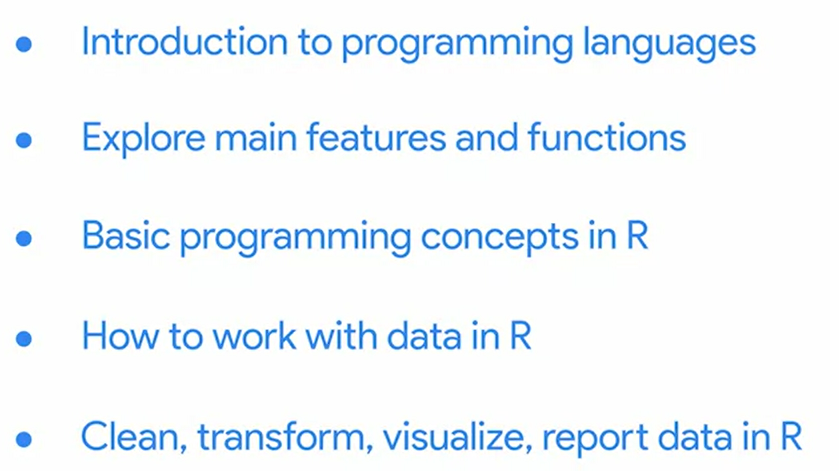 • Introduction to programming languages
• Explore main features and functions
• Basic programming concepts in R
• How to work with data in R
• Clean, transform, visualize, report data in R